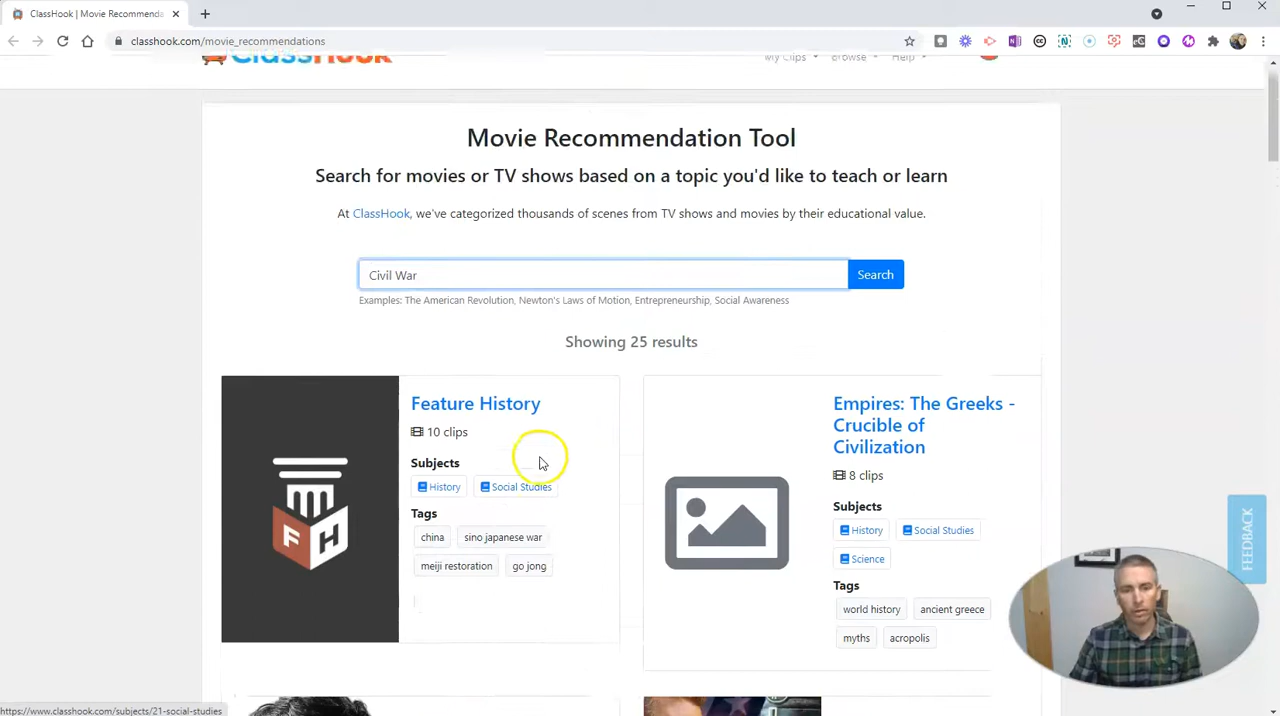 ClassHook | Movie Recommenda
classhook.com/movie_recommendations
ClassHook
My Clips
Browse
Help
Movie Recommendation Tool
Search for movies or TV shows based on a topic you'd like to teach or learn
At ClassHook, we've categorized thousands of scenes from TV shows and movies by their educational value.
Civil War
Search
Examples: The American Revolution, Newton's Laws of Motion, Entrepreneurship, Social Awareness
Showing 25 results
Feature History
10 clips
Subjects
History
Social Studies
Tags
china
sino japanese war
meiji restoration
go jong
FH
Empires: The Greeks -
Crucible of
Civilization
8 clips
Subjects
History
Social Studies
Science
Tags
world history
ancient greece
myths
acropolis
FEEDBACK
https://www.classhook.com/subjects/21-social-studies